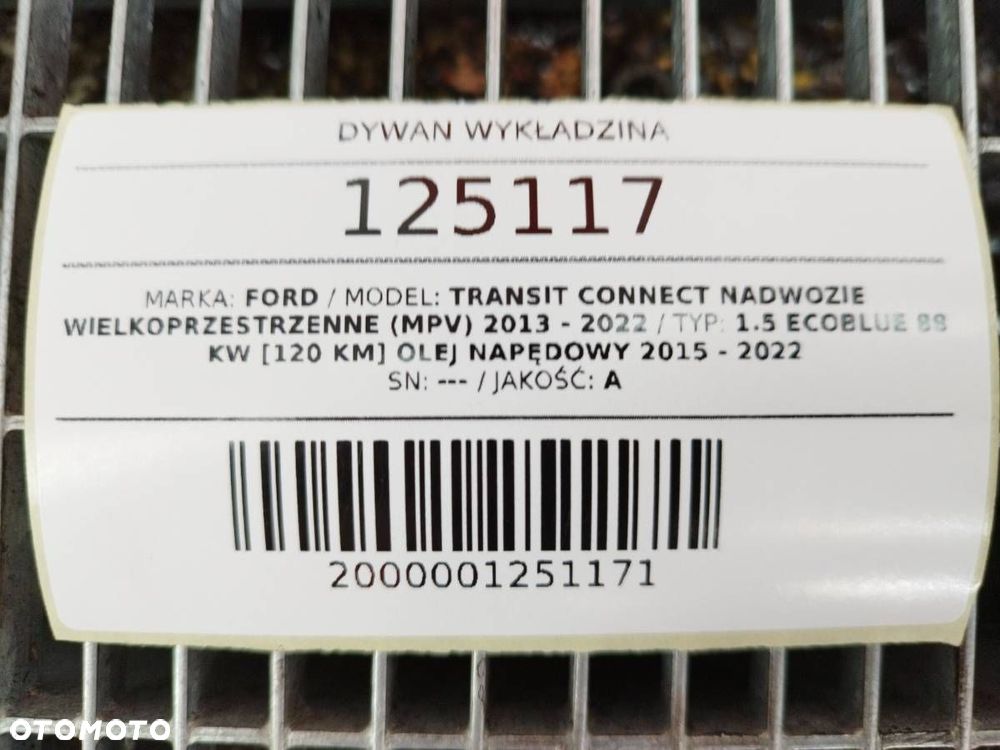 DYWAN WYKŁADZINA
125117
MARKA: FORD / MODEL: TRANSIT CONNECT NADWOZIE
WIELKOPRZESTRZENNE (MPV) 2013 - 2022 / TYP: 1.5 ECOBLUE 88
KW [120 KM] OLEJ NAPĘDOWY 2015 - 2022
SN: --- / JAKOŚĆ: A
2000001251171
OTOMOTO